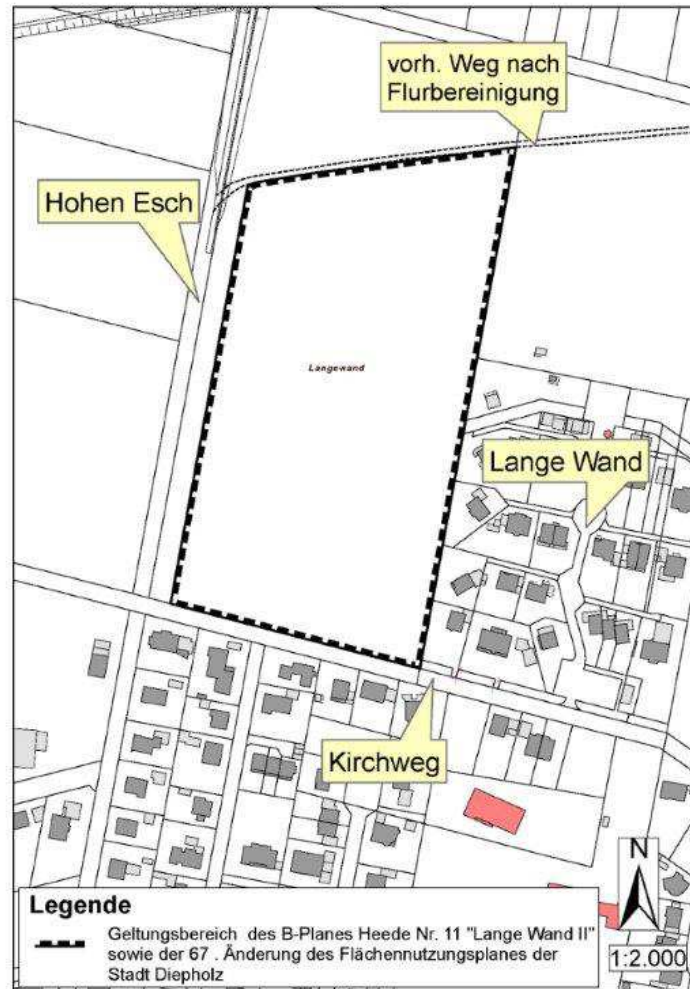 vorh. Weg nach
Flurbereinigung
Hohen Esch
Langewand
Lange Wand
Kirchweg
N
Legende
Geltungsbereich des B-Planes Heede Nr. 11 "Lange Wand II"
sowie der 67 . Änderung des Flächennutzungsplanes der
Stadt Diepholz
1:2.000